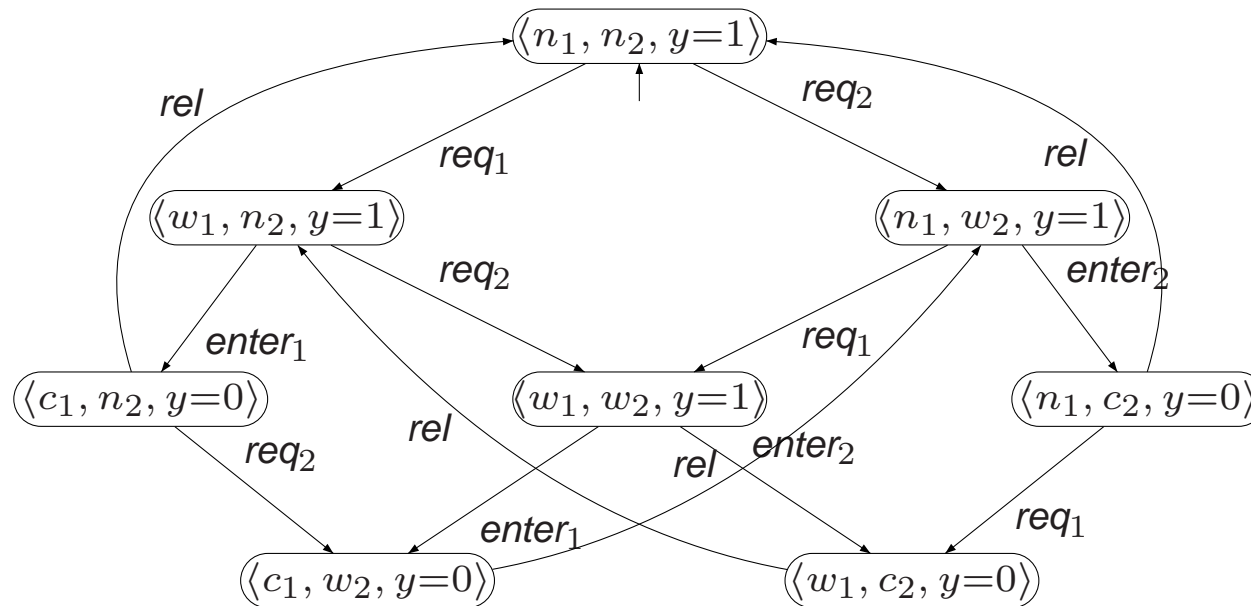 ⟨n₁, n₂, y=1⟩
req₂
rel
rel
req₁
⟨w₁, n₂, y=1⟩
⟨n₁, w₂, y=1⟩
req₂
enter₂
enter₁
req₁
⟨c₁, n₂, y=0⟩
⟨w₁, w₂, y=1⟩
⟨n₁, c₂, y=0⟩
rel
req₂
rel
enter₂
enter₁
req₁
⟨c₁, w₂, y=0⟩
⟨w₁, c₂, y=0⟩